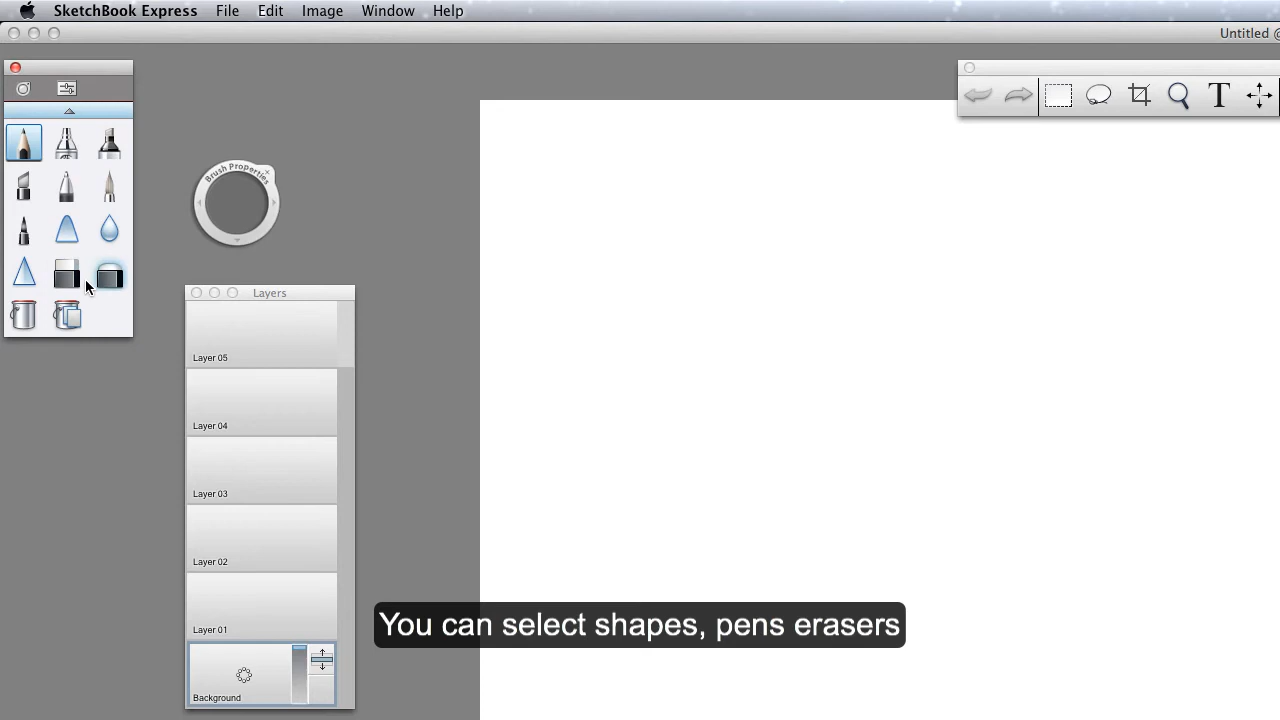 SketchBook Express File Edit Image Window Help
Untitled @
Brush Properties
T
Layers
Layer 05
Layer 04
Layer 03
Layer 02
Layer 01
Background
You can select shapes, pens erasers